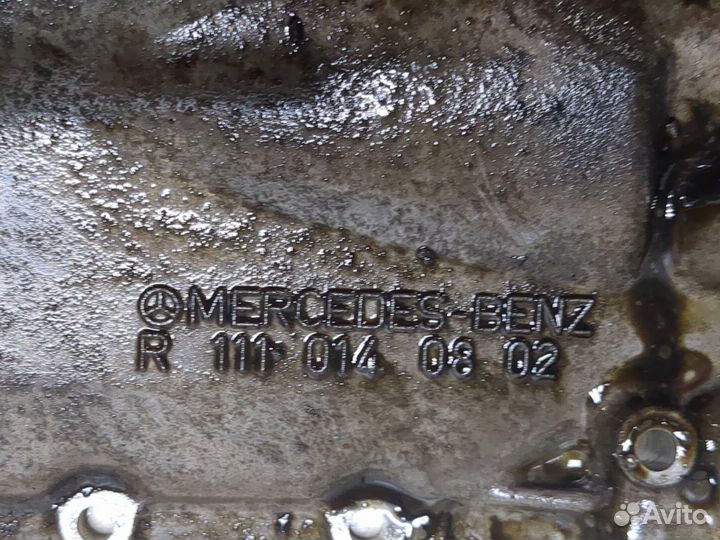 MERCEDES-BENZ
R 111 014 08 02
Avito